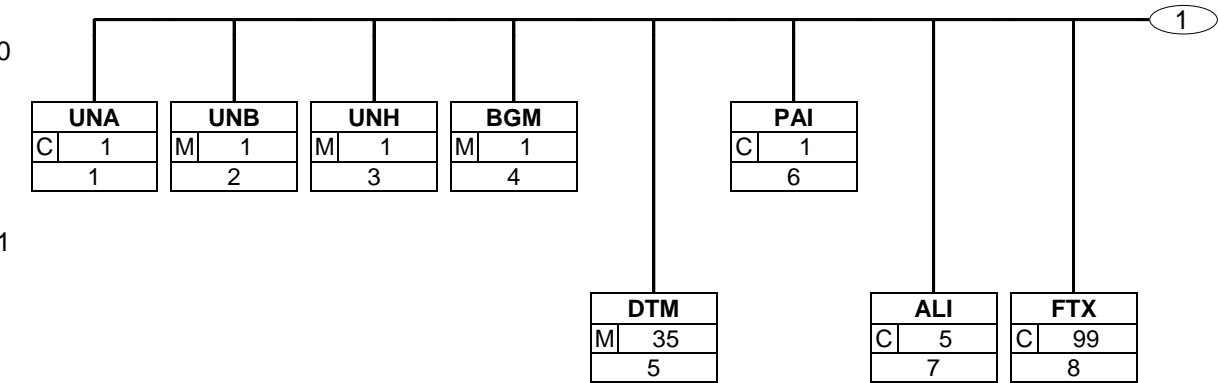 1
0
UNA UNB UNH BGM PAI
C 1 M 1 M 1 M 1 C 1
1 2 3 4 6
1
DTM ALI FTX
M 35 C 5 C 99
5 7 8